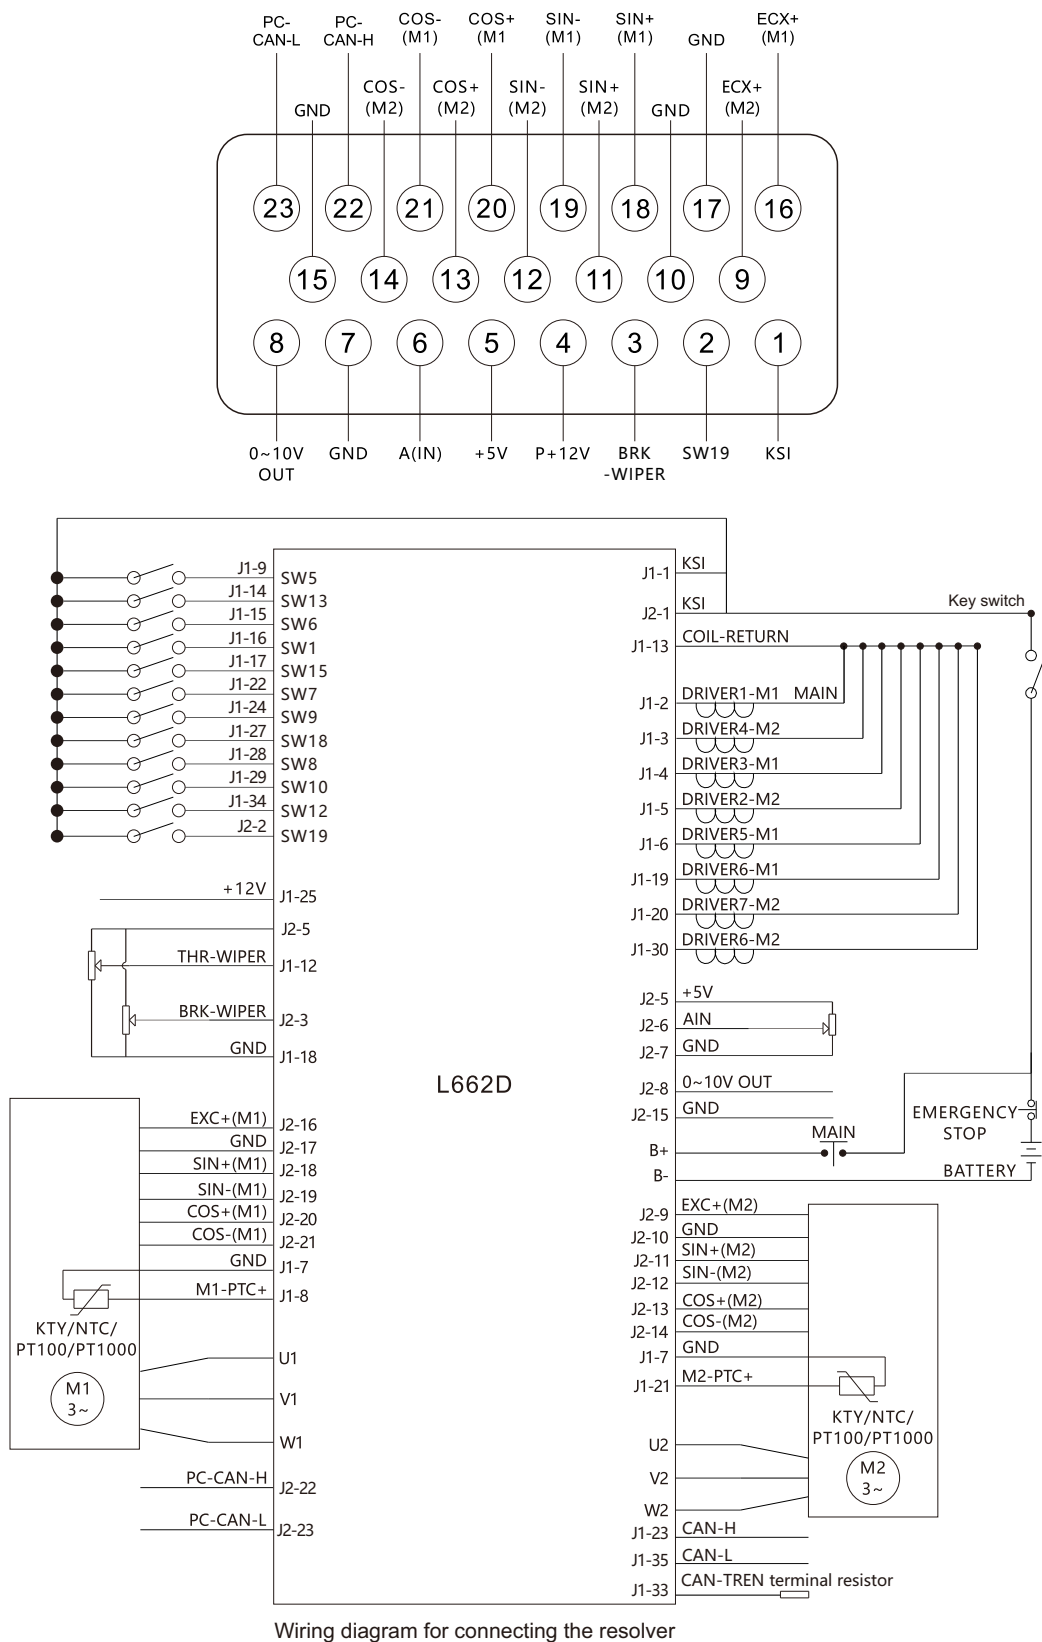 PC-
CAN-L
PC-
CAN-H
COS-
(M1)
COS+
(M1
SIN-
(M1)
SIN+
(M1)
GND
ECX+
(M1)
GND
COS-
(M2)
COS+
(M2)
SIN-
(M2)
SIN+
(M2)
GND
ECX+
(M2)
23 22 21 20 19 18 17 16
15 14 13 12 11 10 9
8 7 6 5 4 3 2 1
0~10V
OUT
GND
A(IN)
+5V
P+12V
BRK
-WIPER
SW19
KSI
J1-9 SW5
J1-14 SW13
J1-15 SW6
J1-16 SW1
J1-17 SW15
J1-22 SW7
J1-24 SW9
J1-27 SW18
J1-28 SW8
J1-29 SW10
J1-34 SW12
J2-2 SW19
+12V J1-25
J2-5
THR-WIPER J1-12
BRK-WIPER J2-3
GND J1-18
L662D
EXC+(M1) J2-16
GND J2-17
SIN+(M1) J2-18
SIN-(M1) J2-19
COS+(M1) J2-20
COS-(M1) J2-21
GND J1-7
M1-PTC+ J1-8
KTY/NTC/
PT100/PT1000
M1
3~
U1
V1
W1
PC-CAN-H J2-22
PC-CAN-L J2-23
J1-1 KSI
J2-1 KSI
Key switch
J1-13 COIL-RETURN
J1-2 DRIVER1-M1 MAIN
J1-3 DRIVER4-M2
J1-4 DRIVER3-M1
J1-5 DRIVER2-M2
J1-6 DRIVER5-M1
J1-19 DRIVER6-M1
J1-20 DRIVER7-M2
J1-30 DRIVER6-M2
J2-5 +5V
J2-6 AIN
J2-7 GND
J2-8 0~10V OUT
J2-15 GND
EMERGENCY
STOP
B+ MAIN
B- BATTERY
J2-9 EXC+(M2)
J2-10 GND
J2-11 SIN+(M2)
J2-12 SIN-(M2)
J2-13 COS+(M2)
J2-14 COS-(M2)
J1-7 GND
J1-21 M2-PTC+
KTY/NTC/
PT100/PT1000
M2
3~
U2
V2
W2
J1-23 CAN-H
J1-35 CAN-L
J1-33 CAN-TREN terminal resistor
Wiring diagram for connecting the resolver